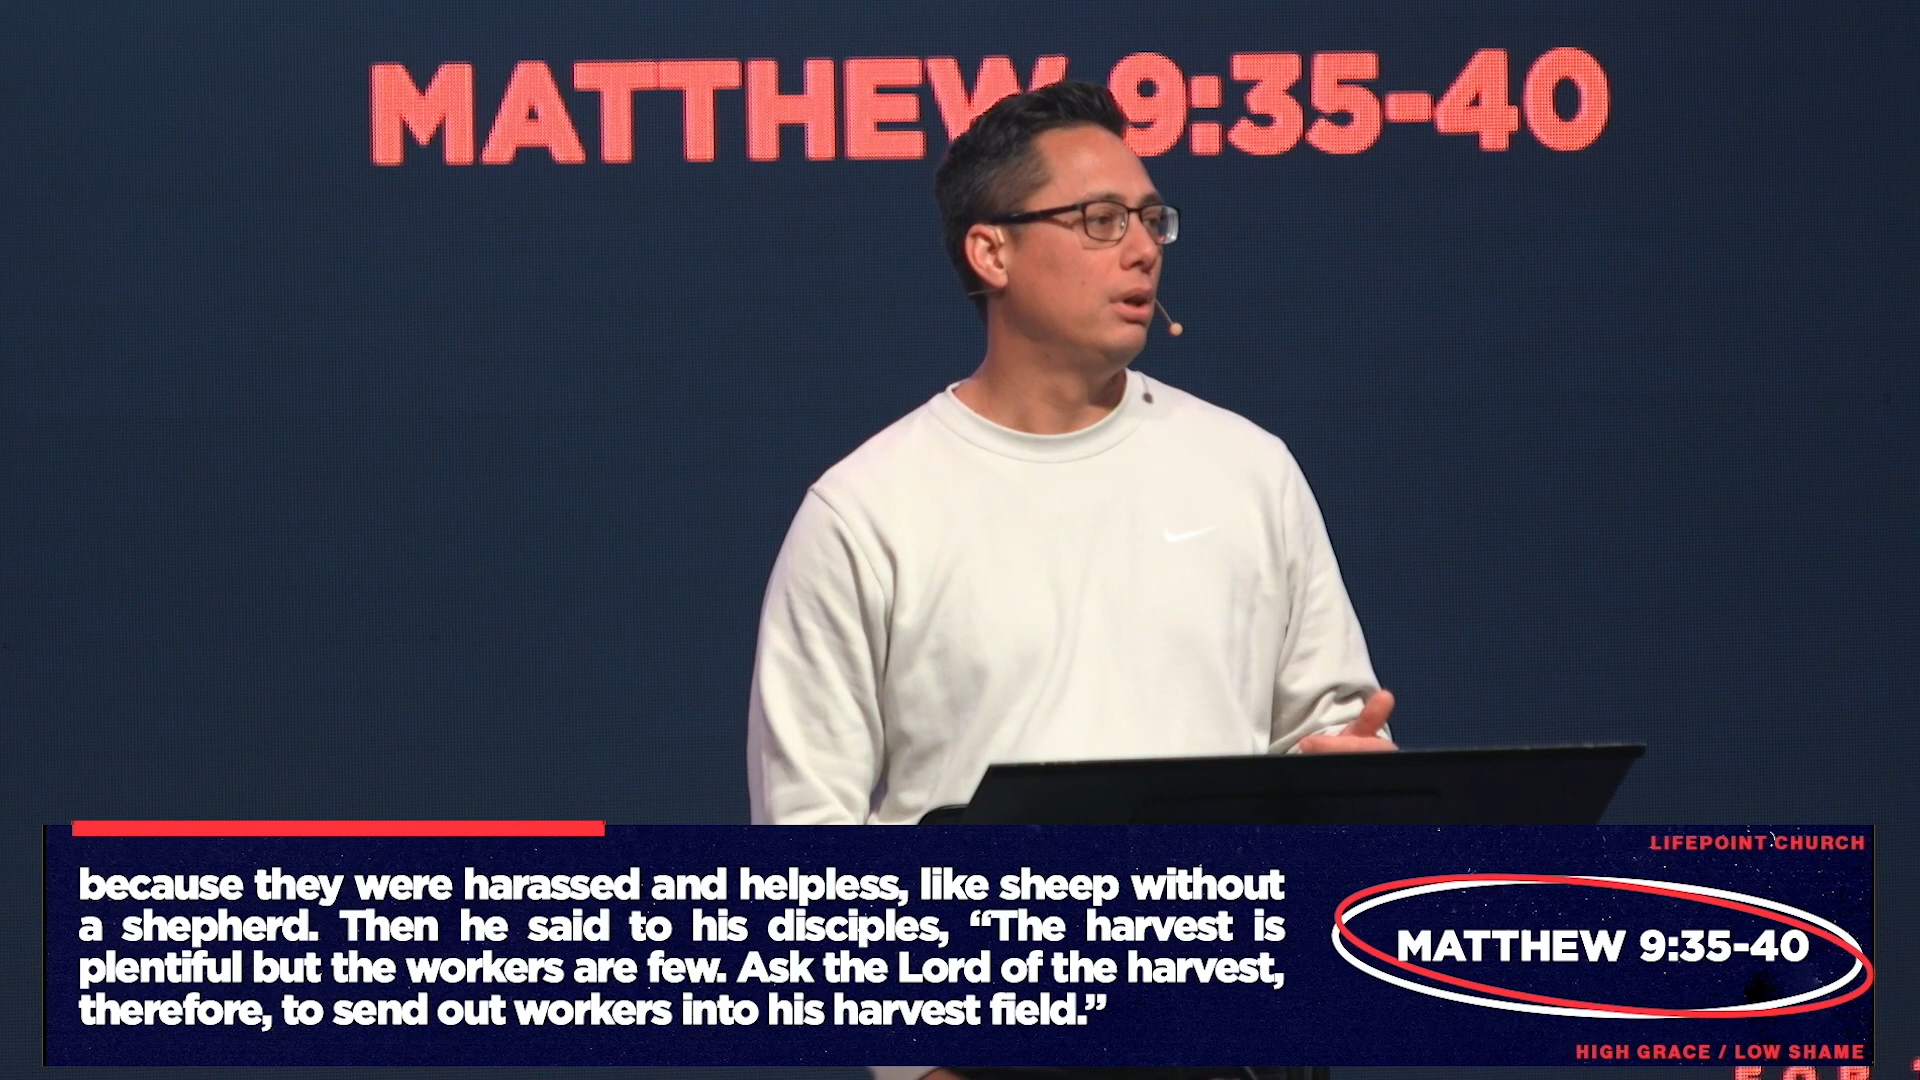 MATTHEW 9:35-40
LIFEPOINT CHURCH
because they were harassed and helpless, like sheep without
a shepherd. Then he said to his disciples, “The harvest is
plentiful but the workers are few. Ask the Lord of the harvest,
therefore, to send out workers into his harvest field.”
MATTHEW 9:35-40
HIGH GRACE / LOW SHAME